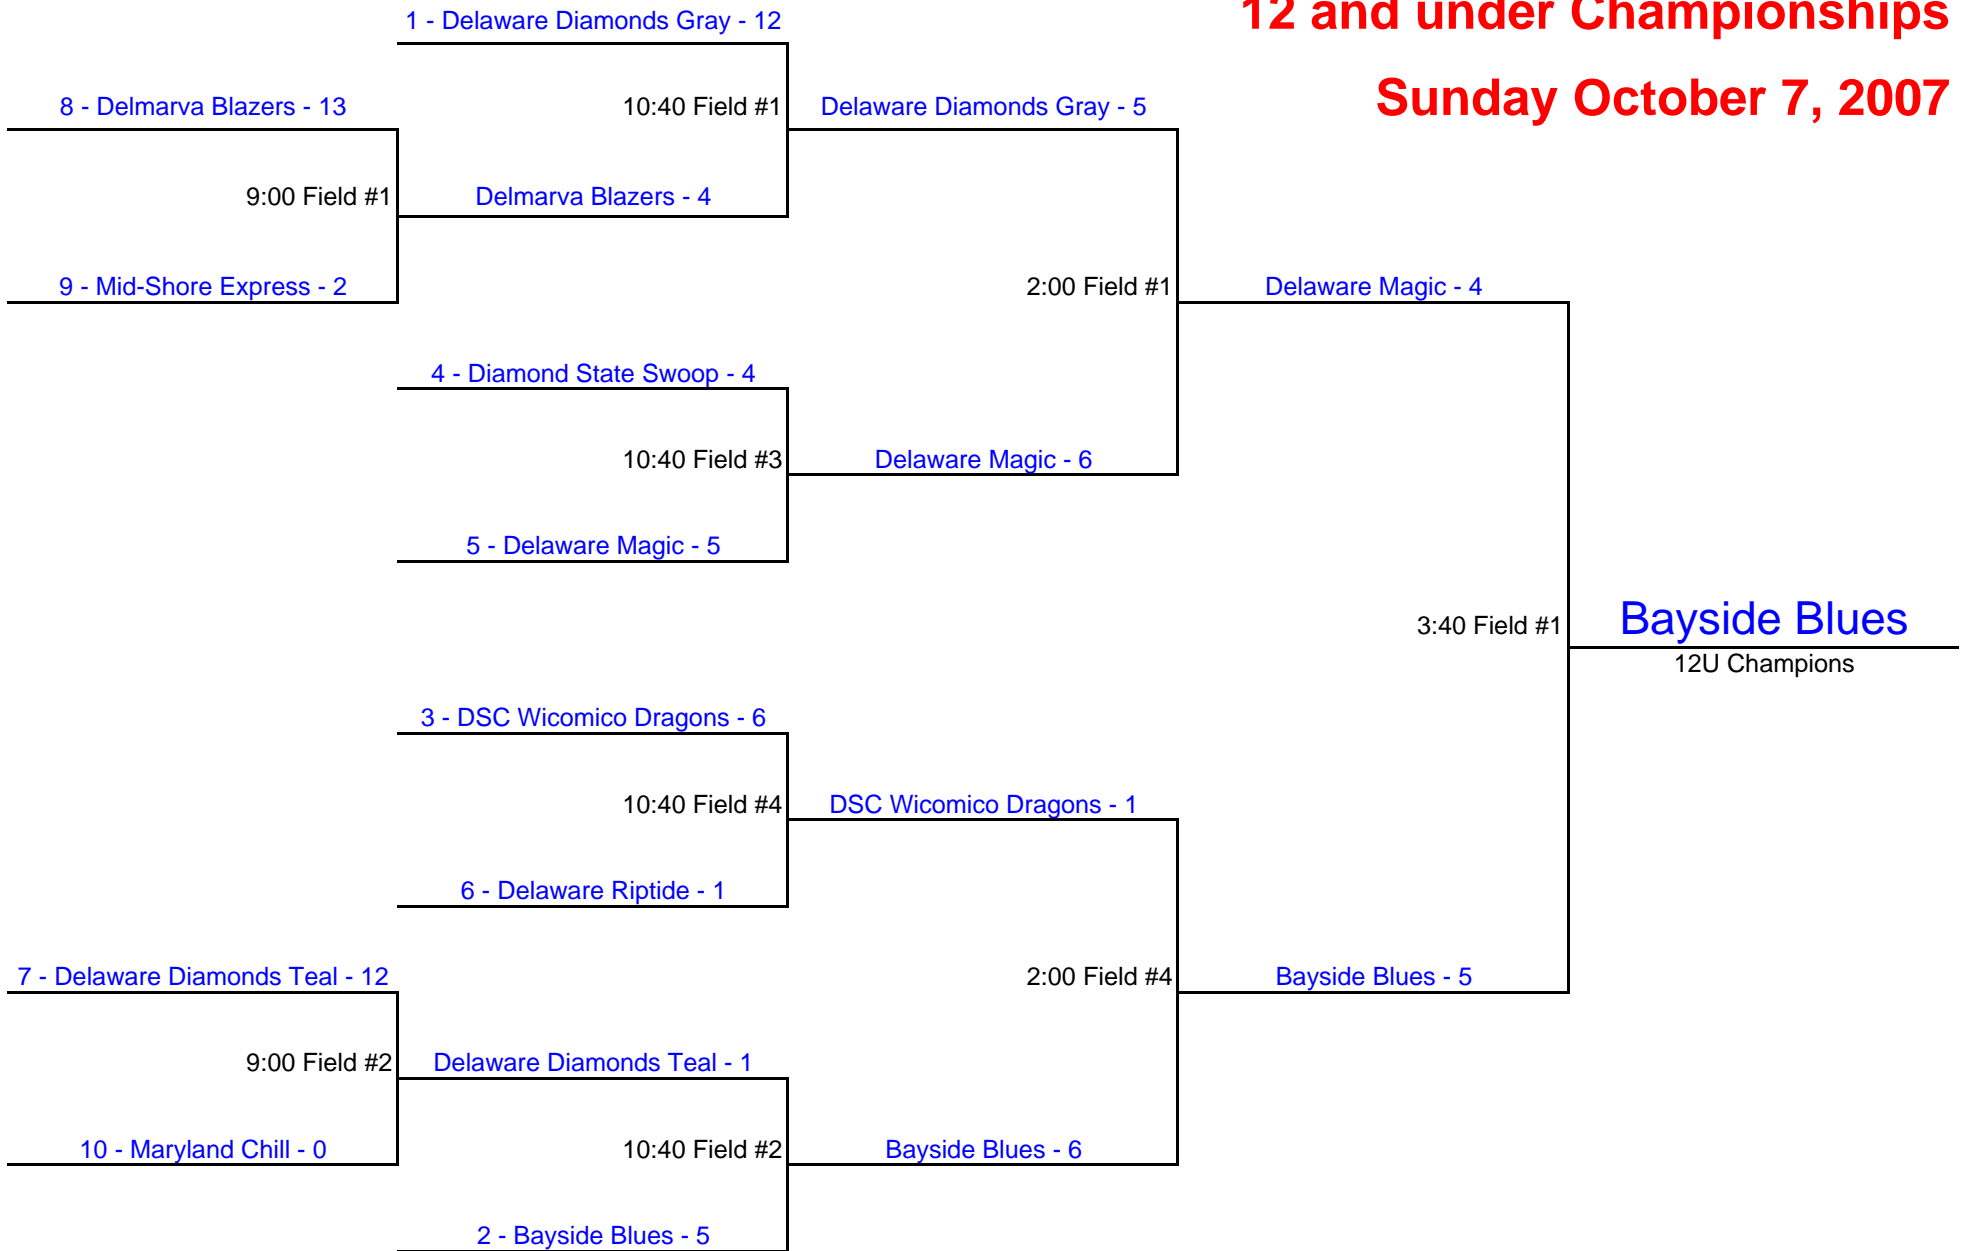 12 and under Championships
1 - Delaware Diamonds Gray - 12
Sunday October 7, 2007
8 - Delmarva Blazers - 13
10:40 Field #1
Delaware Diamonds Gray - 5
9:00 Field #1
Delmarva Blazers - 4
9 - Mid-Shore Express - 2
2:00 Field #1
Delaware Magic - 4
4 - Diamond State Swoop - 4
10:40 Field #3
Delaware Magic - 6
5 - Delaware Magic - 5
3:40 Field #1
Bayside Blues
12U Champions
3 - DSC Wicomico Dragons - 6
10:40 Field #4
DSC Wicomico Dragons - 1
6 - Delaware Riptide - 1
7 - Delaware Diamonds Teal - 12
2:00 Field #4
Bayside Blues - 5
9:00 Field #2
Delaware Diamonds Teal - 1
10 - Maryland Chill - 0
10:40 Field #2
Bayside Blues - 6
2 - Bayside Blues - 5